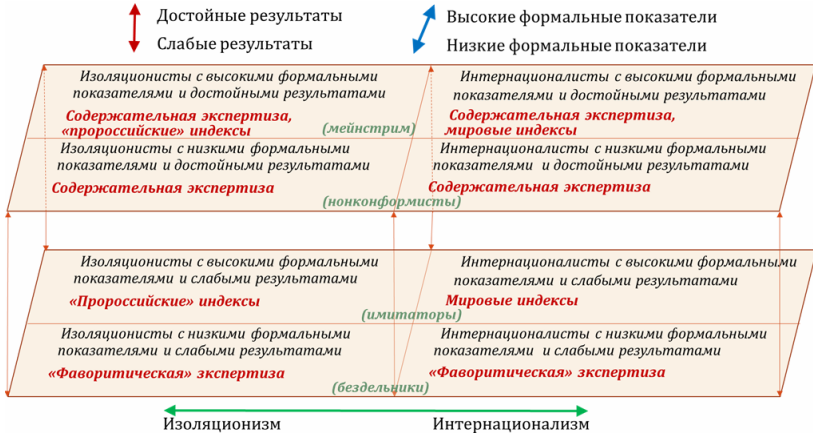 Достойные результаты
Слабые результаты
Высокие формальные показатели
Низкие формальные показатели
Изоляционисты с высокими формальными
показателями и достойными результатами
Содержательная экспертиза,
«пророссийские» индексы
Интернационалисты с высокими формальными
показателями и достойными результатами
Содержательная экспертиза,
мировые индексы
(мейнстрим)
Изоляционисты с низкими формальными
показателями и достойными результатами
Содержательная экспертиза
Интернационалисты с низкими формальными
показателями и достойными результатами
Содержательная экспертиза
(нонконформисты)
Изоляционисты с высокими формальными
показателями и слабыми результатами
«Пророссийские» индексы
Интернационалисты с высокими формальными
показателями и слабыми результатами
Мировые индексы
(имитаторы)
Изоляционисты с низкими формальными
показателями и слабыми результатами
«Фаворитическая» зкспертиза
Интернационалисты с низкими формальными
показателями и слабыми результатами
«Фаворитическая» зкспертиза
(бездельники)
Изоляционизм
Интернационализм